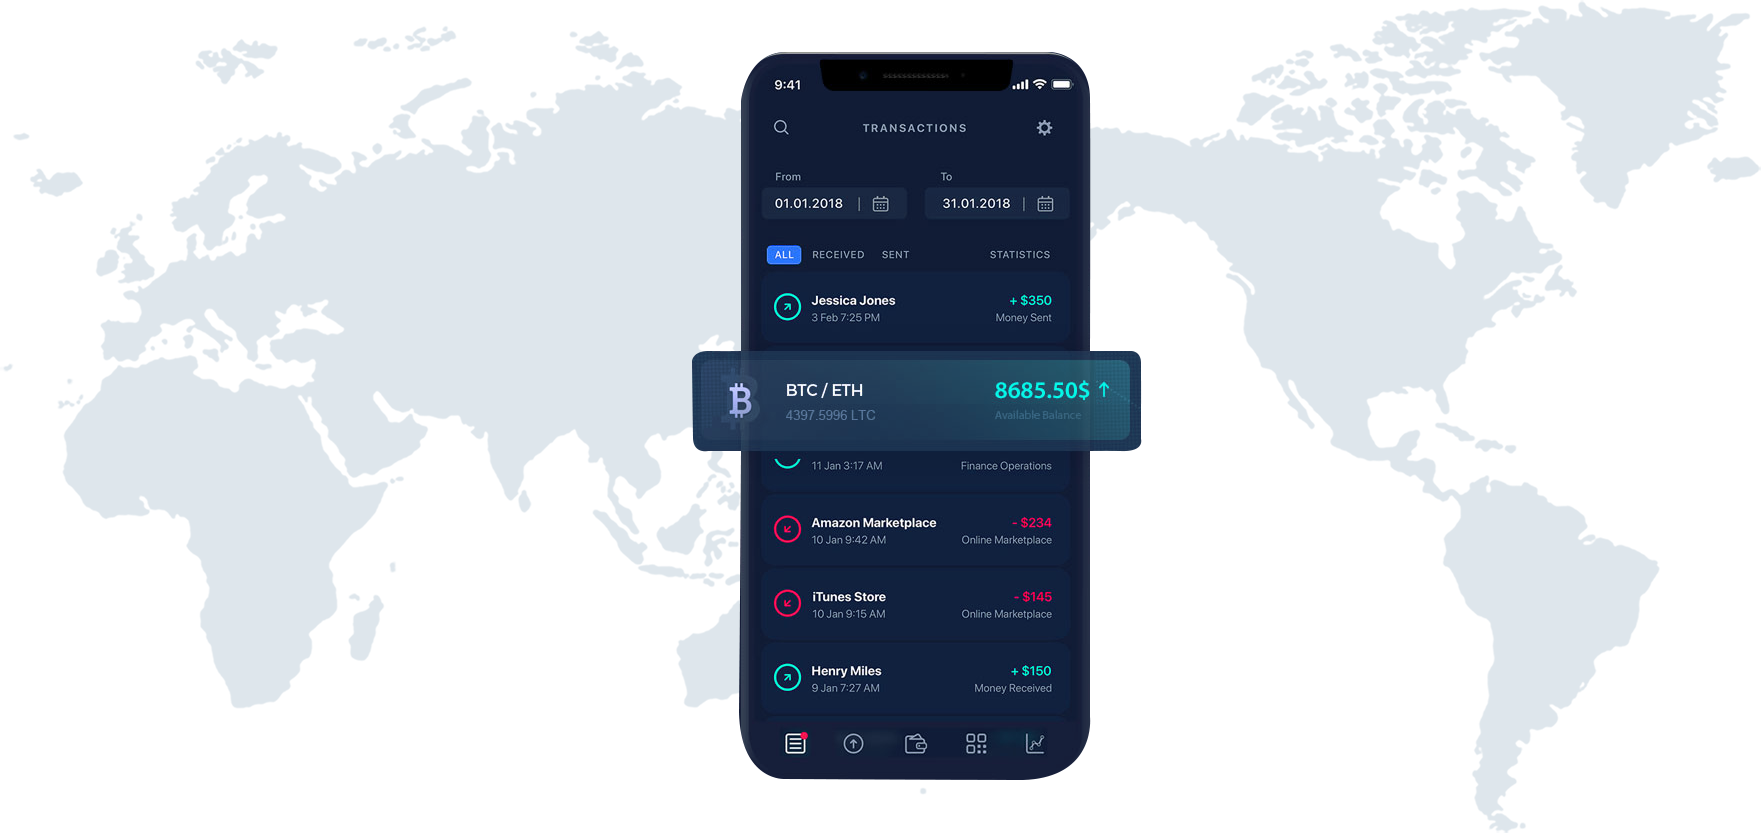 9:41
TRANSACTIONS
From To
01.01.2018 | 31.01.2018 |
ALL RECEIVED SENT STATISTICS
Jessica Jones + $350
3 Feb 7:25 PM Money Sent
BTC / ETH 8685.50$
4397.5996 LTC Available Balance
11 Jan 3:17 AM Finance Operations
Amazon Marketplace - $234
10 Jan 9:42 AM Online Marketplace
iTunes Store - $145
10 Jan 9:15 AM Online Marketplace
Henry Miles + $150
9 Jan 7:27 AM Money Received